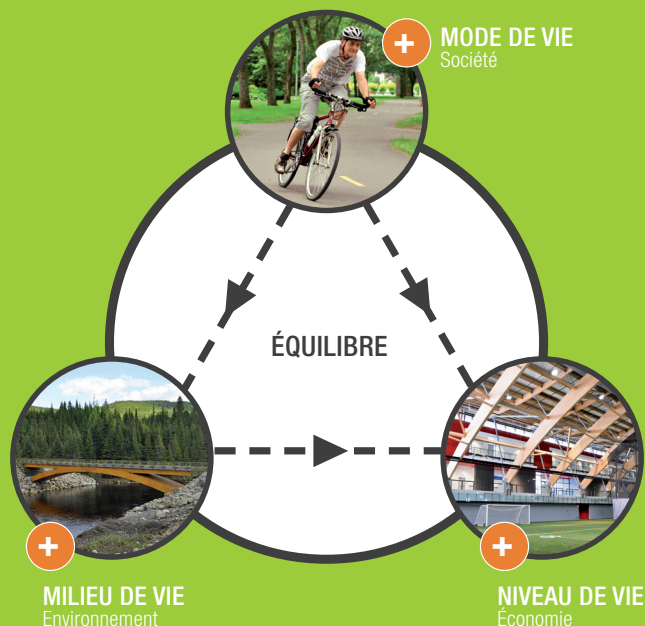 MODE DE VIE
Société
ÉQUILIBRE
MILIEU DE VIE
Environnement
NIVEAU DE VIE
Économie